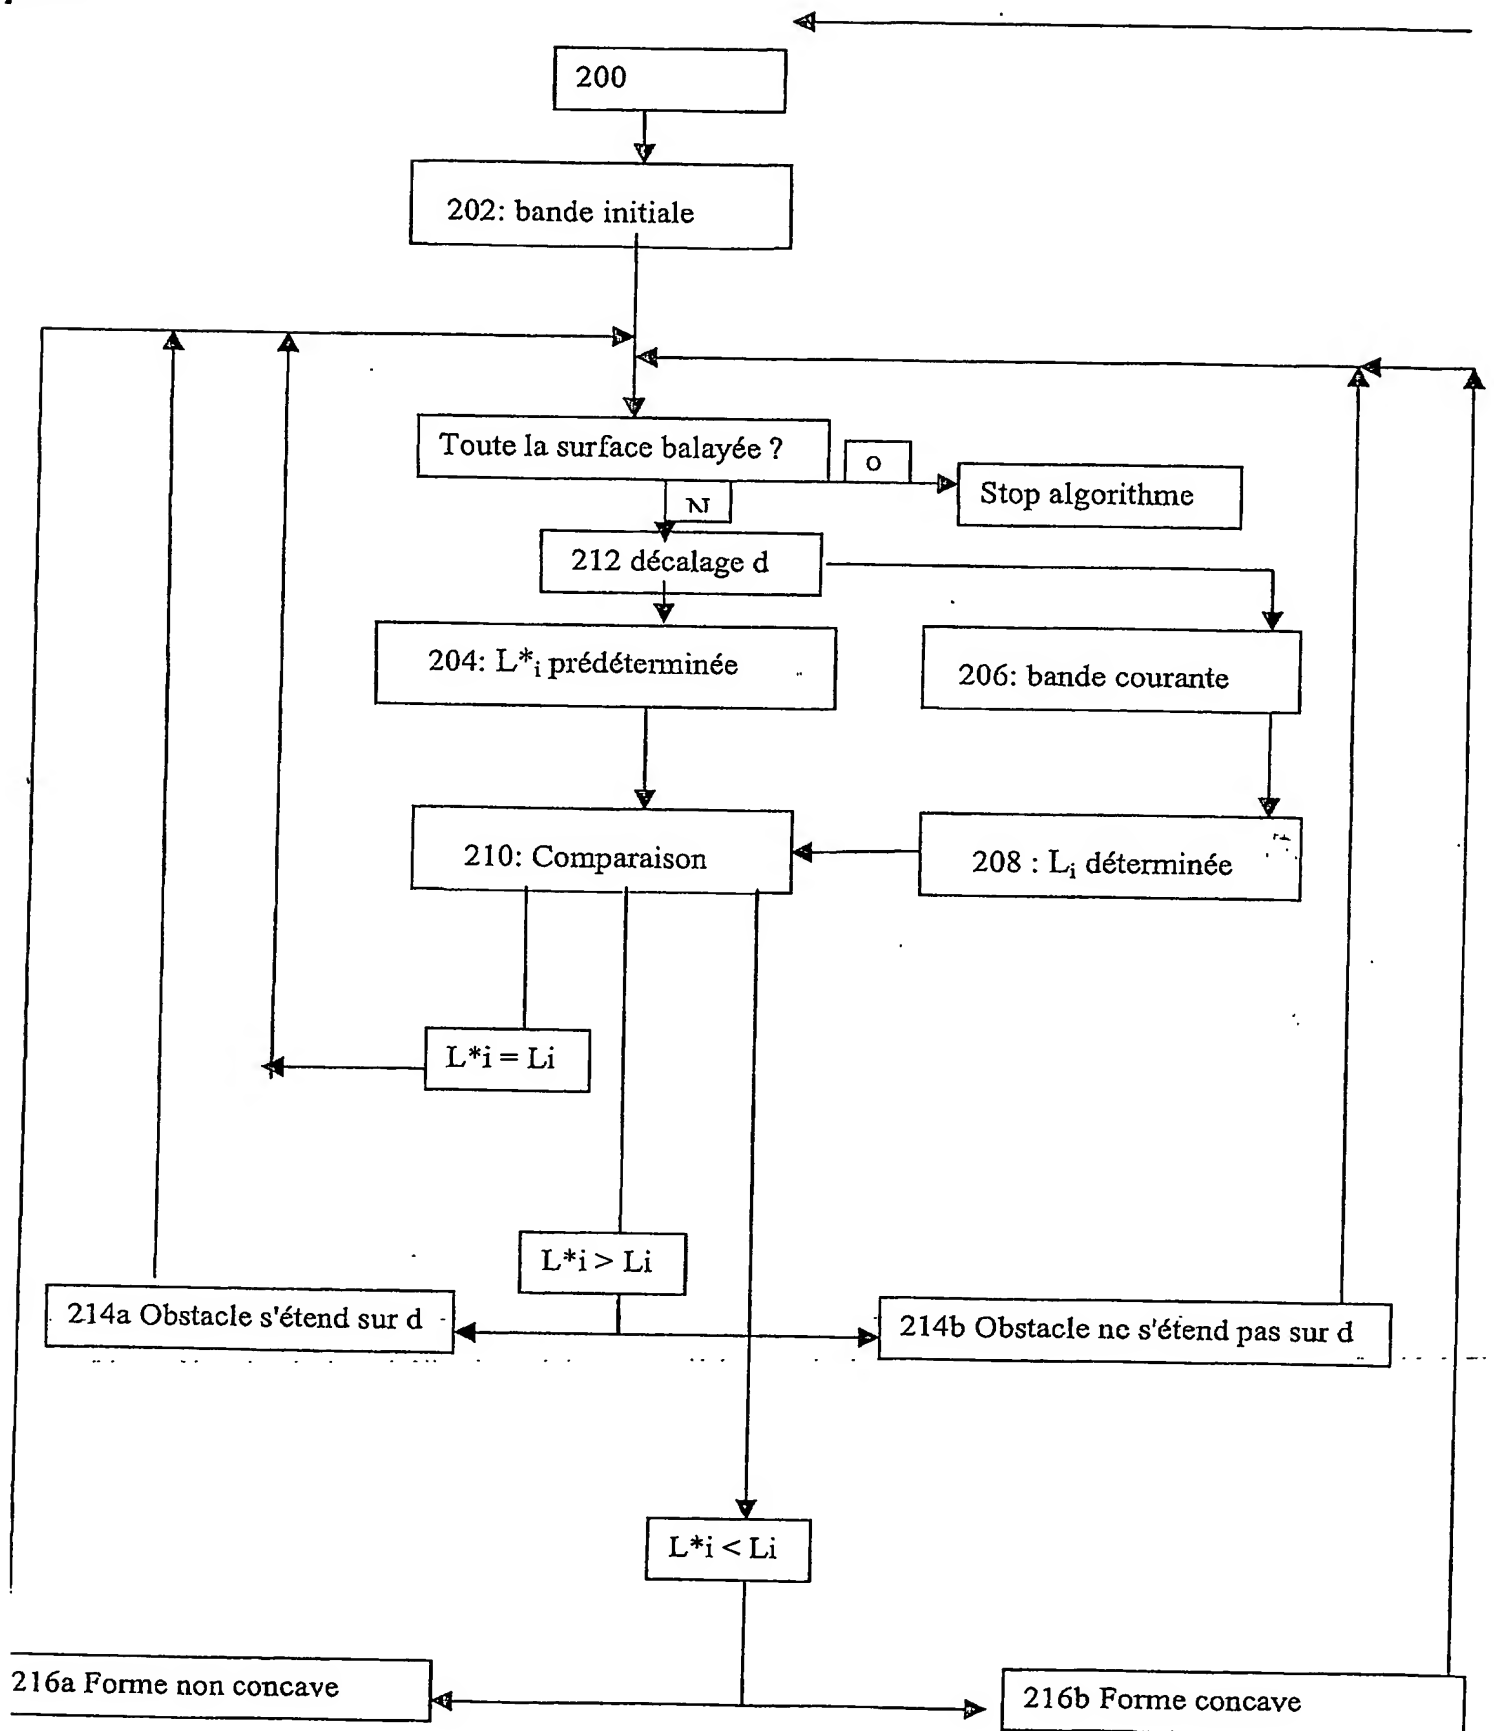 200
202: bande initiale
Toute la surface balayée ?
O
Stop algorithme
N
212 décalage d
204: L*i prédéterminée
206: bande courante
210: Comparaison
208 : Li déterminée
L*i = Li
L*i > Li
214a Obstacle s'étend sur d
214b Obstacle ne s'étend pas sur d
L*i < Li
216a Forme non concave
216b Forme concave